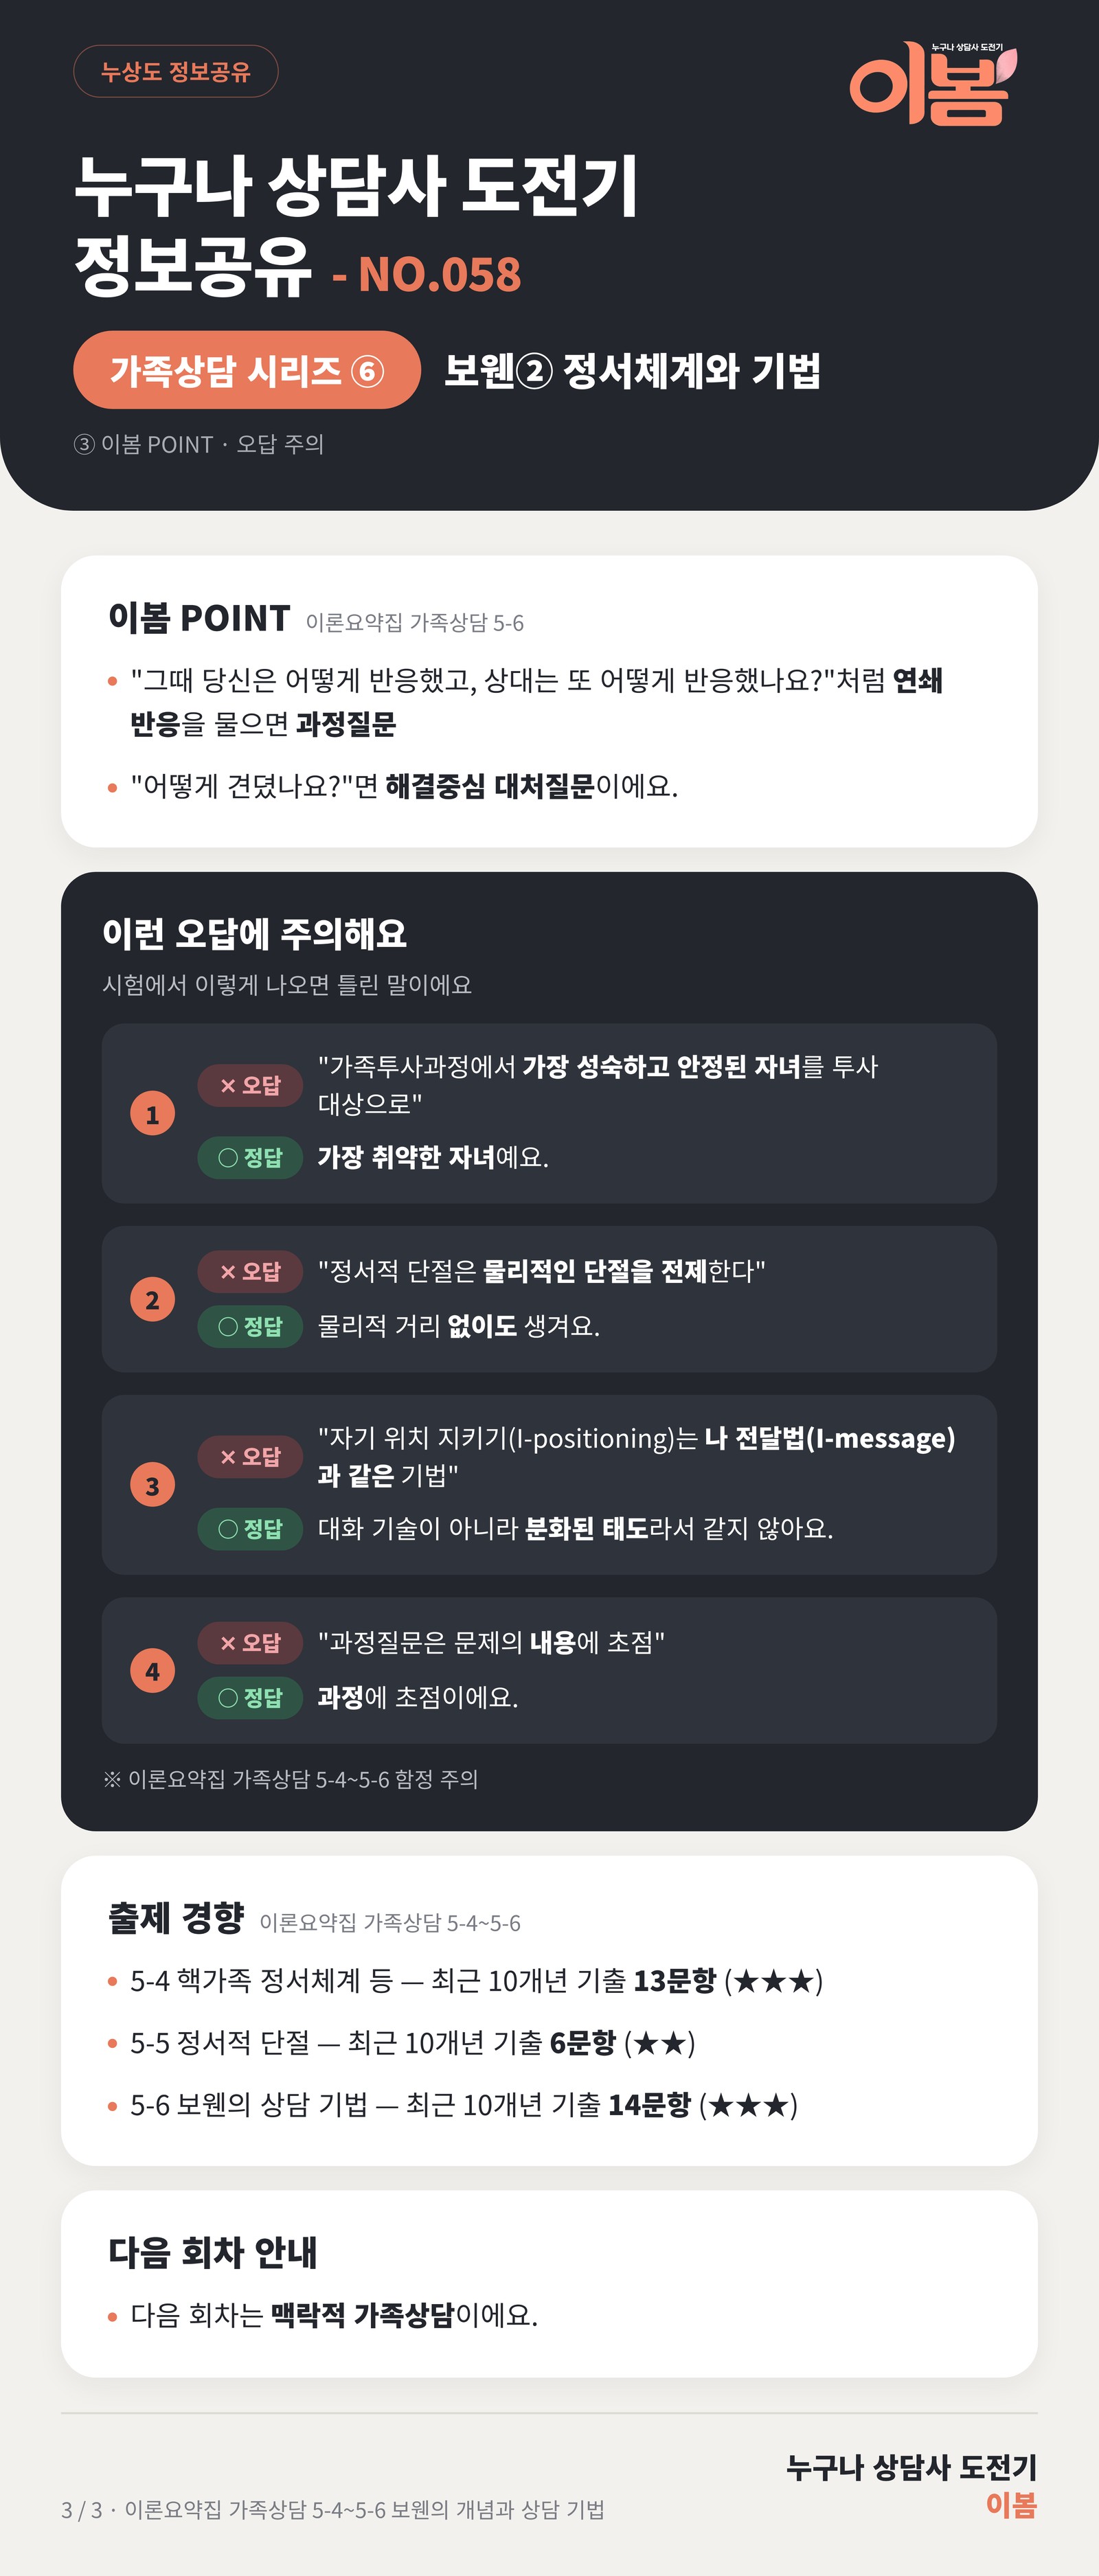 누상도 정보공유
누구나 상담사 도전기
이봄
누구나 상담사 도전기
정보공유 - NO.058
가족상담 시리즈 ⑥ 보웬② 정서체계와 기법
③ 이봄 POINT · 오답 주의
이봄 POINT 이론요약집 가족상담 5-6
• "그때 당신은 어떻게 반응했고, 상대는 또 어떻게 반응했나요?"처럼 연쇄
반응을 물으면 과정질문
• "어떻게 견뎠나요?"면 해결중심 대처질문이에요.
이런 오답에 주의해요
시험에서 이렇게 나오면 틀린 말이에요
1
✕ 오답 "가족투사과정에서 가장 성숙하고 안정된 자녀를 투사
대상으로"
○ 정답 가장 취약한 자녀예요.
2
✕ 오답 "정서적 단절은 물리적인 단절을 전제한다"
○ 정답 물리적 거리 없이도 생겨요.
3
✕ 오답 "자기 위치 지키기(I-positioning)는 나 전달법(I-message)
과 같은 기법"
○ 정답 대화 기술이 아니라 분화된 태도라서 같지 않아요.
4
✕ 오답 "과정질문은 문제의 내용에 초점"
○ 정답 과정에 초점이에요.
※ 이론요약집 가족상담 5-4~5-6 함정 주의
출제 경향 이론요약집 가족상담 5-4~5-6
• 5-4 핵가족 정서체계 등 — 최근 10개년 기출 13문항 (★★★)
• 5-5 정서적 단절 — 최근 10개년 기출 6문항 (★★)
• 5-6 보웬의 상담 기법 — 최근 10개년 기출 14문항 (★★★)
다음 회차 안내
• 다음 회차는 맥락적 가족상담이에요.
누구나 상담사 도전기
3 / 3 · 이론요약집 가족상담 5-4~5-6 보웬의 개념과 상담 기법
이봄